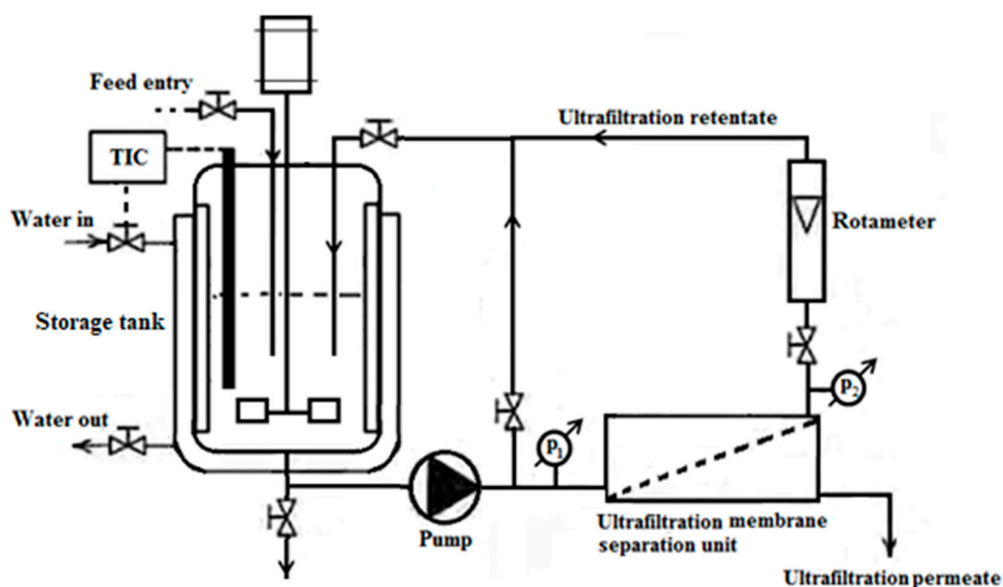 Feed entry
Ultrafiltration retentate
TIC
Water in
Rotameter
Storage tank
P2
Water out
P1
Pump
Ultrafiltration membrane
separation unit
Ultrafiltration permeate